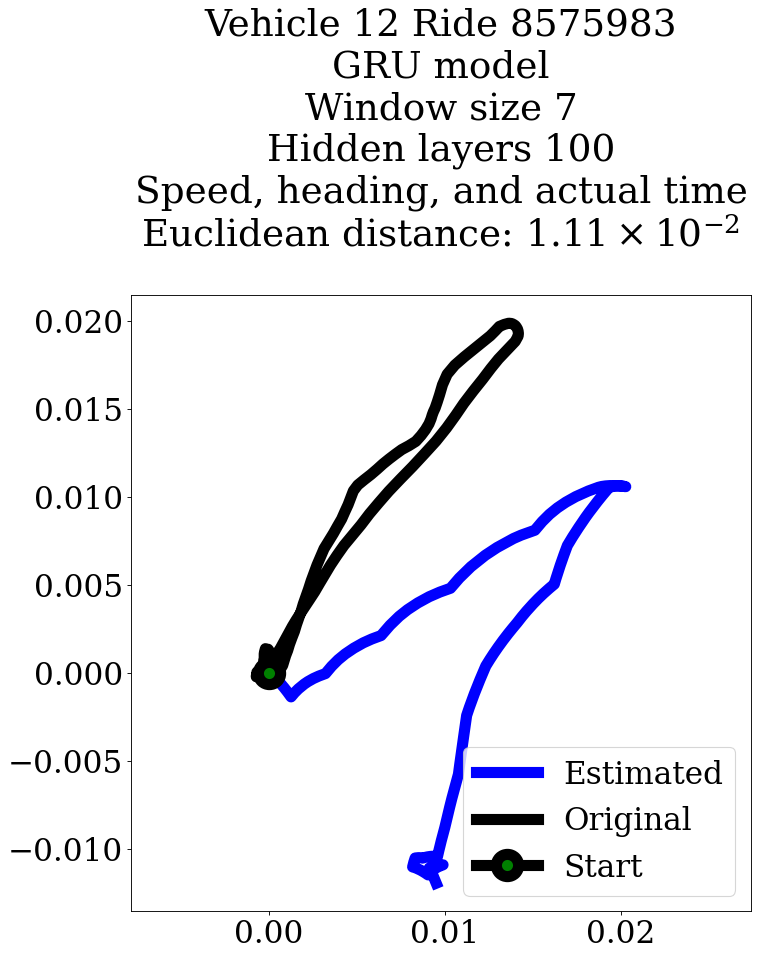 Vehicle 12 Ride 8575983
GRU model
Window size 7
Hidden layers 100
Speed, heading, and actual time
Euclidean distance: 1.11 × 10⁻²
0.020
0.015
0.010
0.005
0.000
−0.005
−0.010
Estimated
Original
Start
0.00 0.01 0.02